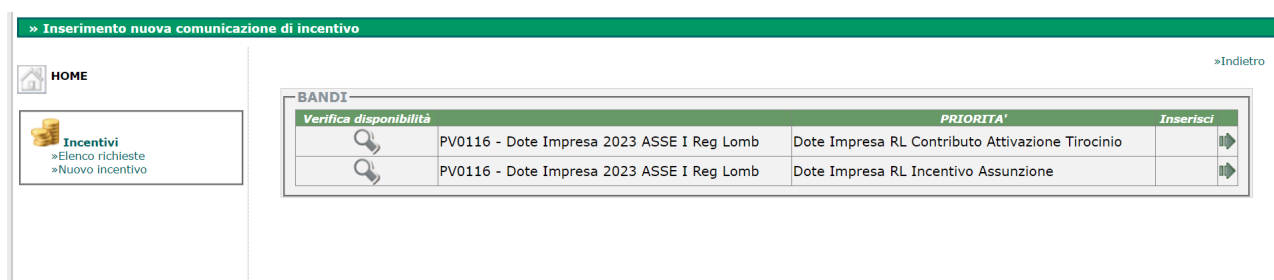 » Inserimento nuova comunicazione di incentivo
»Indietro
HOME
BANDI
Verifica disponibilità PRIORITA' Inserisci
PV0116 - Dote Impresa 2023 ASSE I Reg Lomb Dote Impresa RL Contributo Attivazione Tirocinio
PV0116 - Dote Impresa 2023 ASSE I Reg Lomb Dote Impresa RL Incentivo Assunzione
Incentivi
»Elenco richieste
»Nuovo incentivo